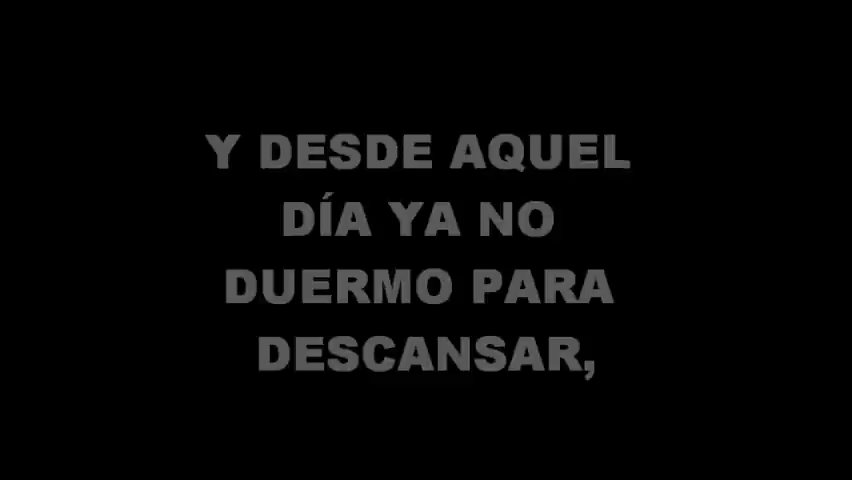 Y DESDE AQUEL
DÍA YA NO
DUERMO PARA
DESCANSAR,